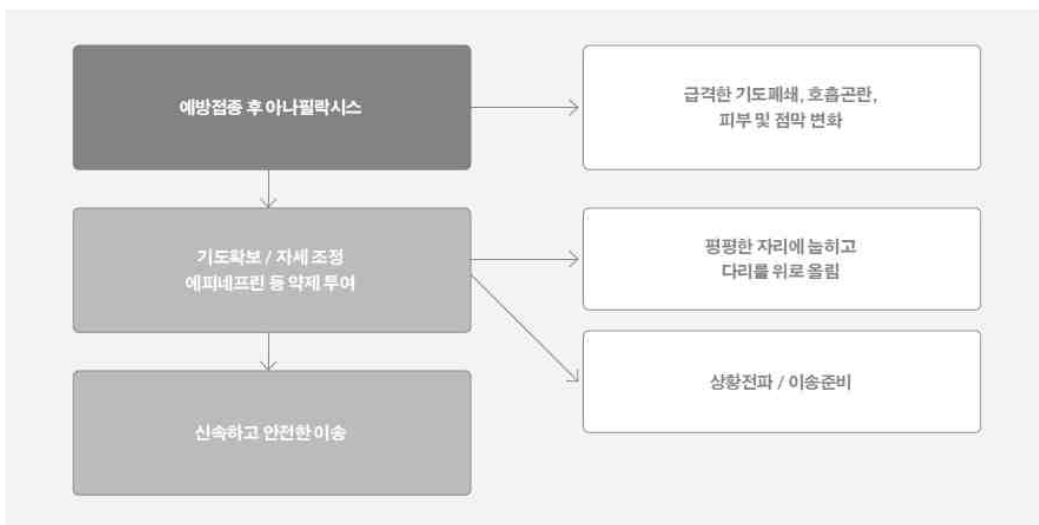 예방접종 후 아나필락시스
급격한 기도폐쇄, 호흡곤란,
피부 및 점막 변화
기도확보 / 자세 조정
에피네프린 등 약제 투여
평평한 자리에 눕히고
다리를 위로 올림
상황전파 / 이송준비
신속하고 안전한 이송